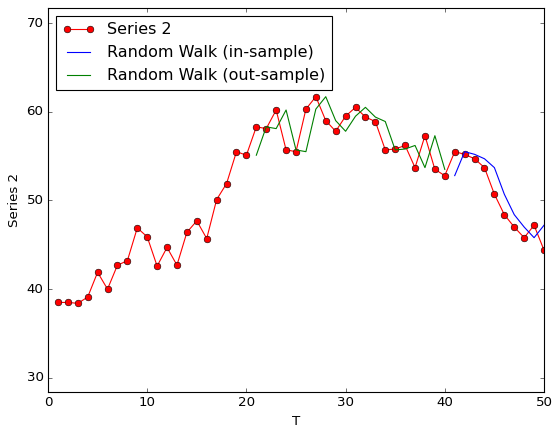 Series 2
Random Walk (in-sample)
Random Walk (out-sample)
70
60
50
40
30
Series 2
0 10 20 30 40 50
T